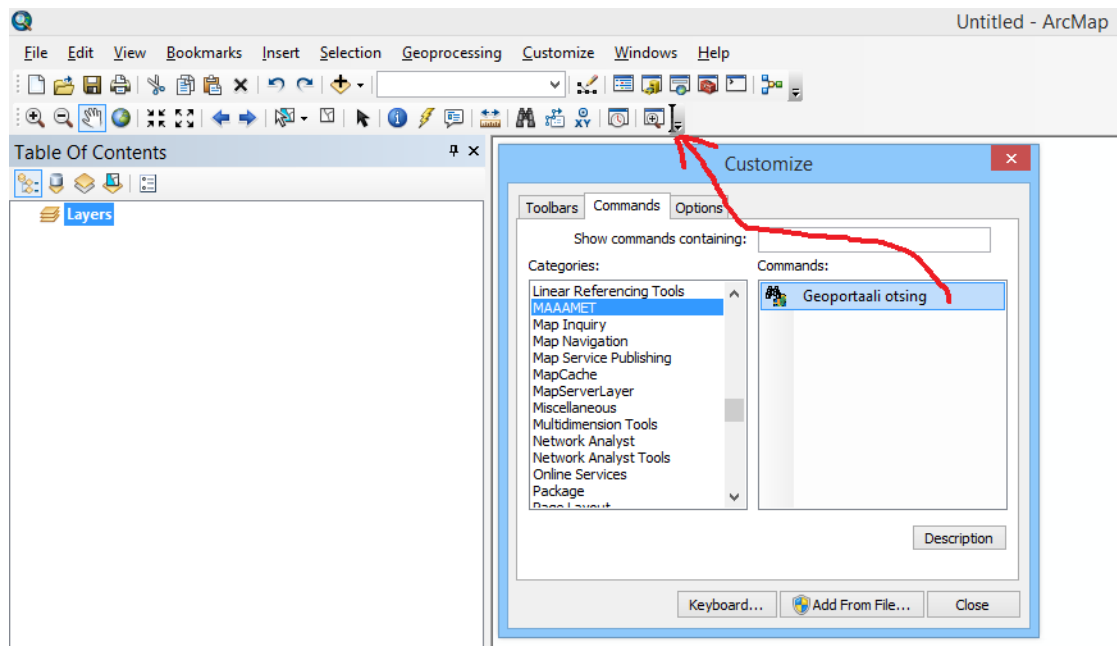 Untitled - ArcMap
File Edit View Bookmarks Insert Selection Geoprocessing Customize Windows Help
XY
Table Of Contents
Layers
Customize
Toolbars Commands Options
Show commands containing:
Categories: Commands:
Linear Referencing Tools
MAAAMET
Map Inquiry
Map Navigation
Map Service Publishing
MapCache
MapServerLayer
Miscellaneous
Multidimension Tools
Network Analyst
Network Analyst Tools
Online Services
Package
Page Layout
Geoportaali otsing
Description
Keyboard... Add From File... Close